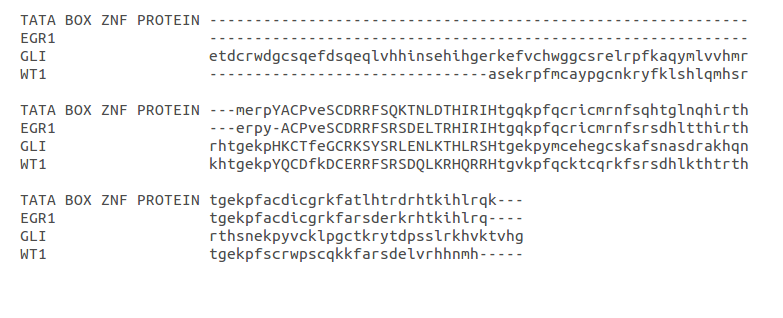 TATA BOX ZNF PROTEIN ------------------------------------------------------------
EGR1 ------------------------------------------------------------
GLI etdcrwdgcsqefdsqeqlvhhinsehihgerkefvchwggcsrelrpfkaqymlvvhmr
WT1 -------------------------------asekrpfmcaypgcnkryfklshlqmhsr
TATA BOX ZNF PROTEIN ---merpYACPveSCDRRFSQKTNLDTHIRIHtgqkpfqcricmrnfsqhtglnqhirth
EGR1 ---erpy-ACPveSCDRRFSRSDELTRHIRIHtgqkpfqcricmrnfsrsdhlttthirth
GLI rhtgekpHKCTfeGCRKSYSRLENLKTHLRSHtgekpymcehegcskafsnasdrakhqn
WT1 khtgekpYQCDfkDCERRFSRSDQLKRHQRRHtgvkpfqcktcqrkfsrsdhlkthtrth
TATA BOX ZNF PROTEIN tgekpfacdicgrkfatlhtrdrhtkihlrqk---
EGR1 tgekpfacdicgrkfarsderkrhtkihlrq----
GLI rthsnekpyvcklpgctkrytdpsslrkhvktvhg
WT1 tgekpfscrwpscqkkfarsdelvrhhnmh-----